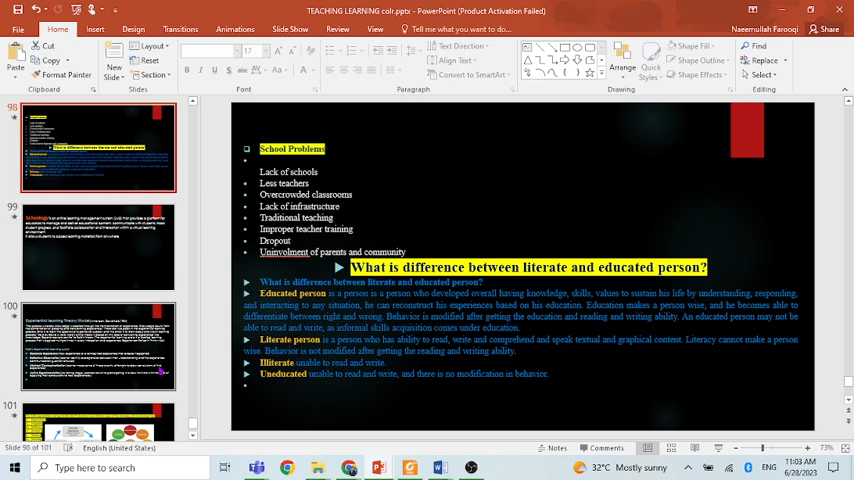 TEACHING LEARNING colr.pptx - PowerPoint (Product Activation Failed)
File Home Insert Design Transitions Animations Slide Show Review View Tell me what you want to do... Naeemullah Farooqi Share
Cut
Copy
Format Painter
Paste
Clipboard
New Slide
Layout
Reset
Section
Slides
17
Font
Paragraph
Text Direction
Align Text
Convert to SmartArt
Drawing
Arrange
Quick Styles
Shape Fill
Shape Outline
Shape Effects
Find
Replace
Select
Editing
98
99
100
101
School Problems
Lack of schools
Less teachers
Overcrowded classrooms
Lack of infrastructure
Traditional teaching
Improper teacher training
Dropout
Uninvolment of parents and community
What is difference between literate and educated person?
What is difference between literate and educated person?
Educated person is a person is a person who developed overall having knowledge, skills, values to sustain his life by understanding, responding,
and interacting to any situation, he can reconstruct his experiences based on his education. Education makes a person wise, and he becomes able to
differentiate between right and wrong. Behavior is modified after getting the education and reading and writing ability. An educated person may not be
able to read and write, as informal skills acquisition comes under education.
Literate person is a person who has ability to read, write and comprehend and speak textual and graphical content. Literacy cannot make a person
wise. Behavior is not modified after getting the reading and writing ability.
Illiterate unable to read and write.
Uneducated unable to read and write, and there is no modification in behavior.
Slide 98 of 101 English (United States) Notes Comments 73%
Type here to search
32°C Mostly sunny
ENG
11:03 AM
6/28/2023